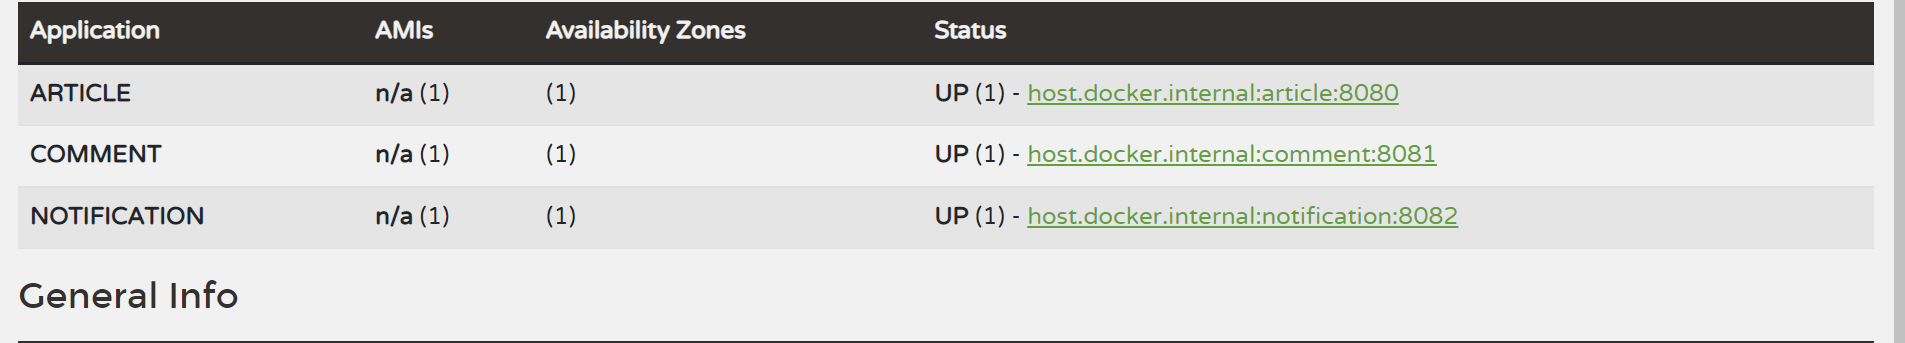 Application AMIs Availability Zones Status
ARTICLE n/a (1) (1) UP (1) - host.docker.internal:article:8080
COMMENT n/a (1) (1) UP (1) - host.docker.internal:comment:8081
NOTIFICATION n/a (1) (1) UP (1) - host.docker.internal:notification:8082
General Info